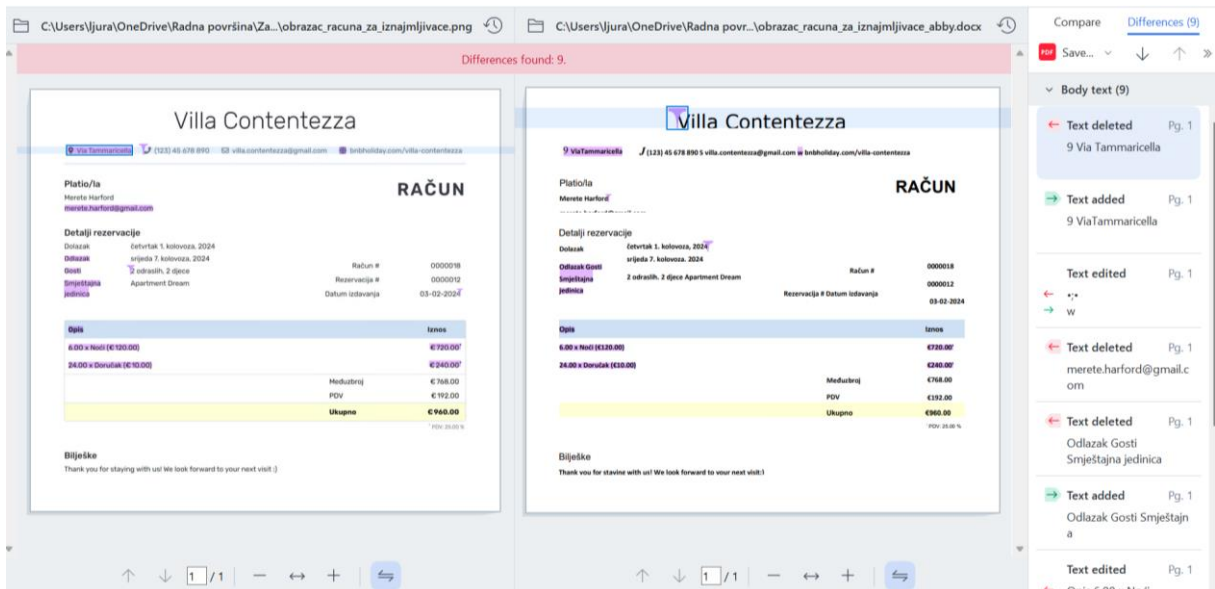 C:\Users\ljura\OneDrive\Radna površina\Za...\obrazac_racuna_za_iznajmljivace.png
C:\Users\ljura\OneDrive\Radna povr...\obrazac_racuna_za_iznajmljivace_abby.docx
Differences found: 9.
Villa Contentezza
Via Tammaricella (123) 45 678 890 villa.contentezza@gmail.com bnbholiday.com/villa-contentezza
Platio/la
RAČUN
Merete Harford
merete.harford@gmail.com
Detalji rezervacije
Dolazak četvrtak 1. kolovoza, 2024
Odlazak srijeda 7. kolovoza, 2024
Gosti 2 odraslih, 2 djece
Smještajna jedinica Apartment Dream
Račun # 0000018
Rezervacija # 0000012
Datum izdavanja 03-02-2024
Opis Iznos
6.00 x Noći (€120.00) €720.00*
24.00 x Doručak (€10.00) €240.00*
Međuzbroj €768.00
PDV €192.00
Ukupno €960.00
* PDV: 25.00 %
Bilješke
Thank you for staying with us! We look forward to your next visit :)
1 / 1
Villa Contentezza
9 ViaTammaricella J (123) 45 678 890 S villa.contentezza@gmail.com w bnbholiday.com/villa-contentezza
Platio/la
RAČUN
Merete Harford
Detalji rezervacije
Dolazak četvrtak 1. kolovoza, 2024
srijeda 7. kolovoza. 2024
Odlazak Gosti
Smještajna
jedinica
2 odraslih. 2 djece Apartment Dream
Račun # 0000018
0000012
Rezervacija # Datum izdavanja
03-02-2024
Opis Iznos
6.00 x Noći (€120.00) €720.00*
24.00 x Doručak (€10.00) €240.00*
Međuzbroj €768.00
PDV €192.00
Ukupno €960.00
*PDV: 25.00 %
Bilješke
Thank you for stavine with us! We look forward to vour next visit:)
1 / 1
Compare Differences (9)
PDF Save...
Body text (9)
Text deleted Pg. 1
9 Via Tammaricella
Text added Pg. 1
9 ViaTammaricella
Text edited Pg. 1
w
Text deleted Pg. 1
merete.harford@gmail.c
om
Text deleted Pg. 1
Odlazak Gosti
Smještajna jedinica
Text added Pg. 1
Odlazak Gosti Smještajn
a
Text edited Pg. 1